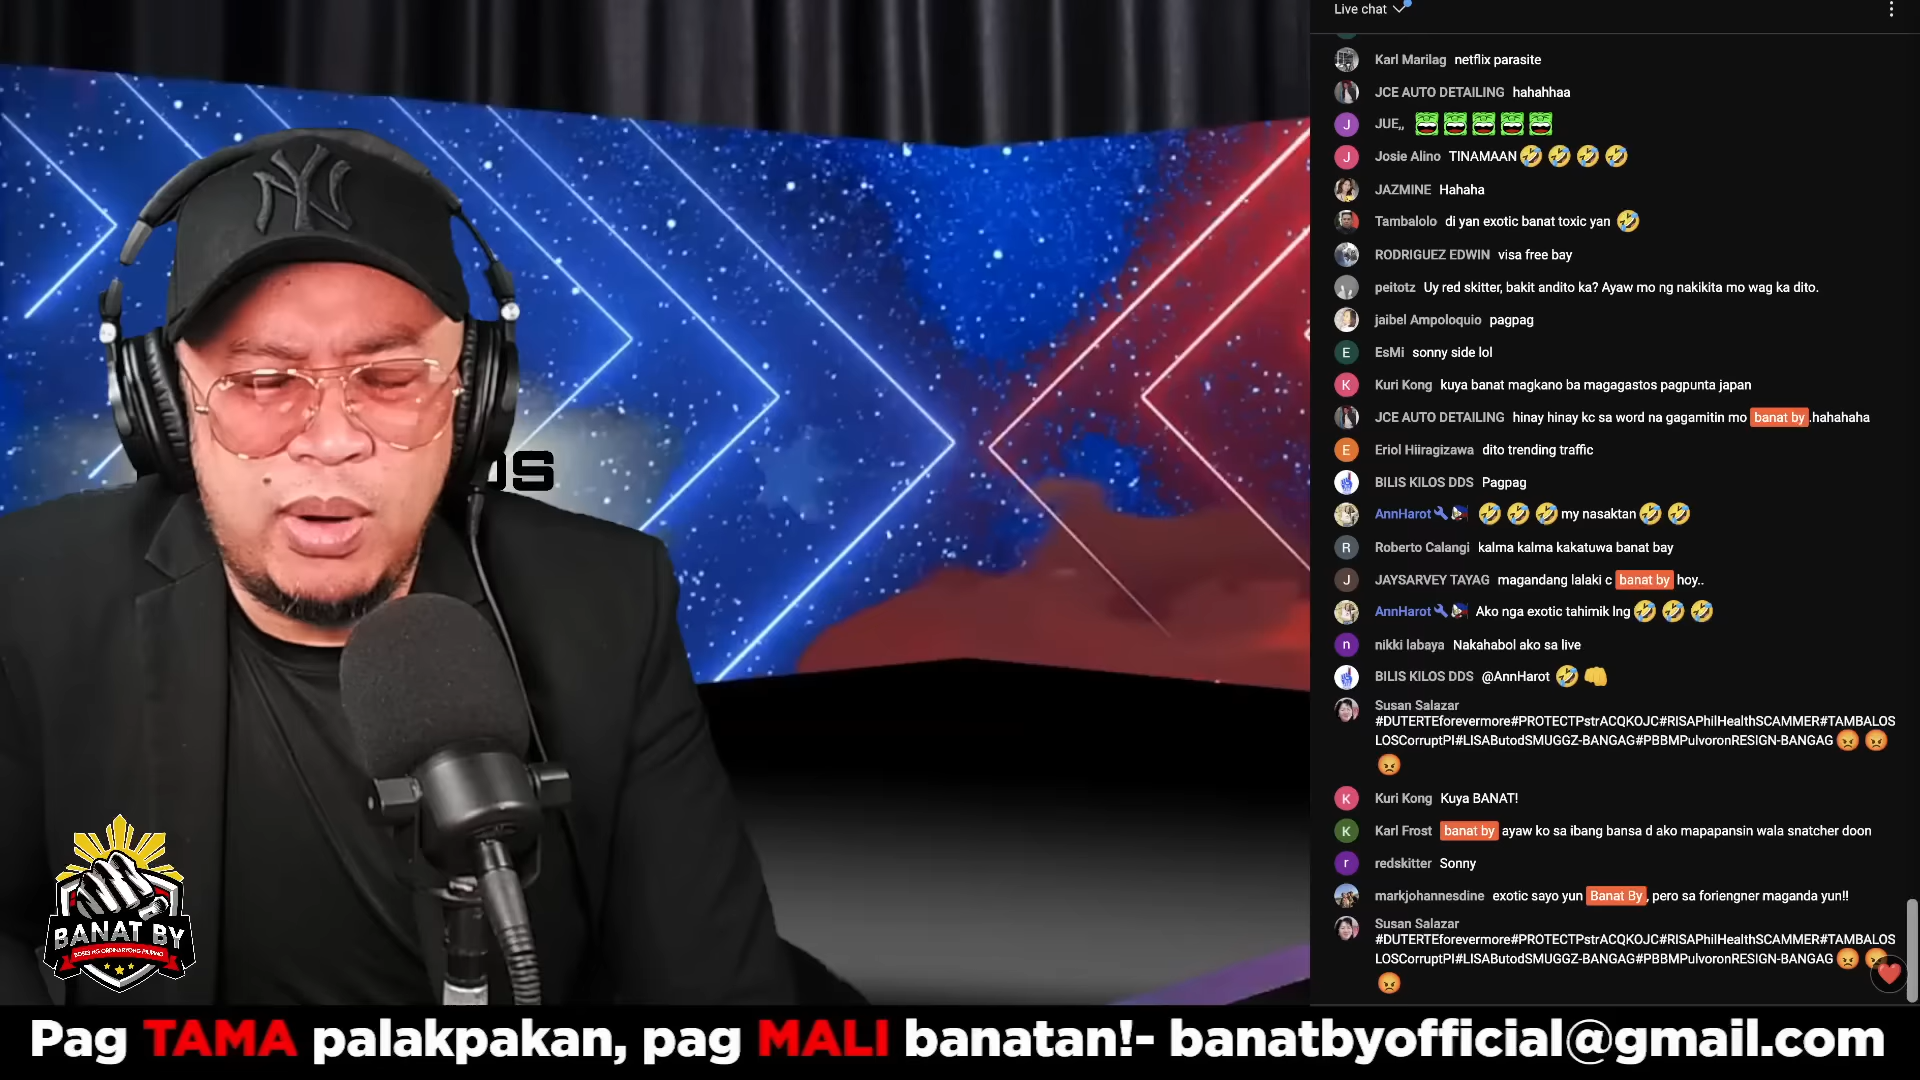 Live chat
Karl Marilag netflix parasite
JCE AUTO DETAILING hahahhaa
J JUE,,
J Josie Alino TINAMAAN 🤣 🤣 🤣 🤣
JAZMINE Hahaha
Tambalolo di yan exotic banat toxic yan 🤣
RODRIGUEZ EDWIN visa free bay
peitotz Uy red skitter, bakit andito ka? Ayaw mo ng nakikita mo wag ka dito.
jaibel Ampoloquio pagpag
E EsMi sonny side lol
K Kuri Kong kuya banat magkano ba magagastos pagpunta japan
JCE AUTO DETAILING hinay hinay kc sa word na gagamitin mo banat by.hahahaha
E Eriol Hiiragizawa dito trending traffic
BILIS KILOS DDS Pagpag
AnnHarot 🤣 🤣 🤣 my nasaktan 🤣 🤣
R Roberto Calangi kalma kalma kakatuwa banat bay
J JAYSARVEY TAYAG magandang lalaki c banat by hoy..
AnnHarot Ako nga exotic tahimik lng 🤣 🤣 🤣
n nikki labaya Nakahabol ako sa live
BILIS KILOS DDS @AnnHarot 🤣 👊
Susan Salazar
#DUTERTEforevermore#PROTECTPstrACQKOJC#RISAPhilHealthSCAMMER#TAMBALOS
LOSCorruptPI#LISAButodSMUGGZ-BANGAG#PBBMPulvoronRESIGN-BANGAG 😡 😡
😡
K Kuri Kong Kuya BANAT!
K Karl Frost banat by ayaw ko sa ibang bansa d ako mapapansin wala snatcher doon
r redskitter Sonny
markjohannesdine exotic sayo yun Banat By, pero sa foriengner maganda yun!!
Susan Salazar
#DUTERTEforevermore#PROTECTPstrACQKOJC#RISAPhilHealthSCAMMER#TAMBALOS
LOSCorruptPI#LISAButodSMUGGZ-BANGAG#PBBMPulvoronRESIGN-BANGAG 😡 😡
😡
NY
OS
BANAT BY
BOSES NG ORDINARYONG PILIPINO
Pag TAMA palakpakan, pag MALI banatan!- banatbyofficial@gmail.com